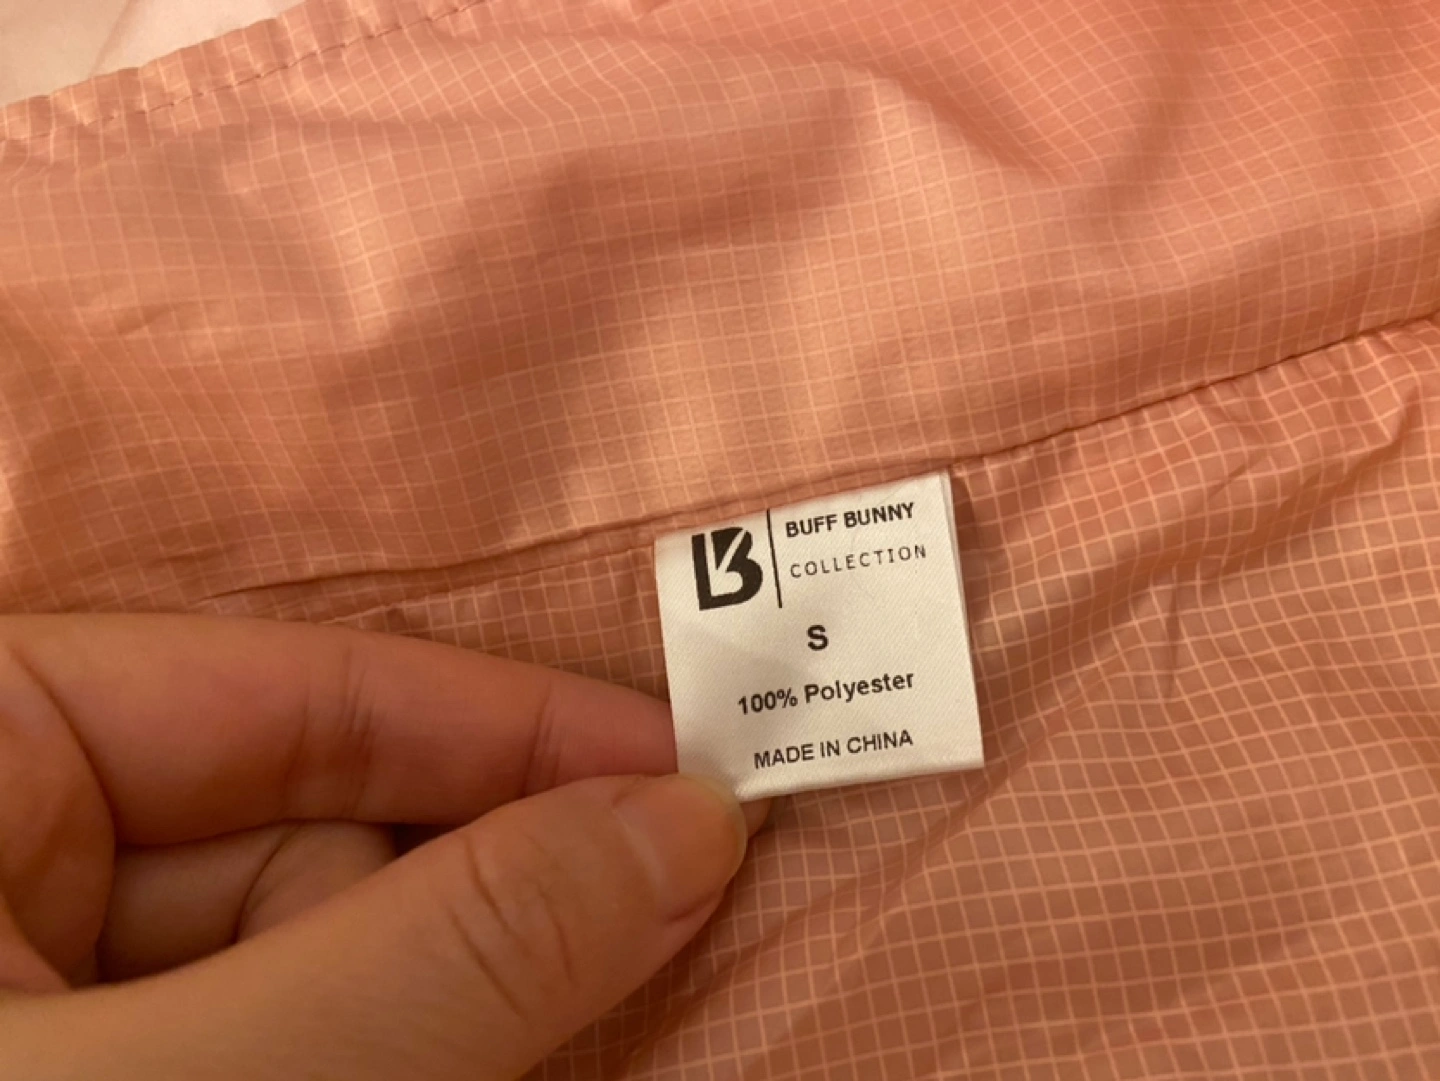 B
BUFF BUNNY
COLLECTION
S
100% Polyester
MADE IN CHINA